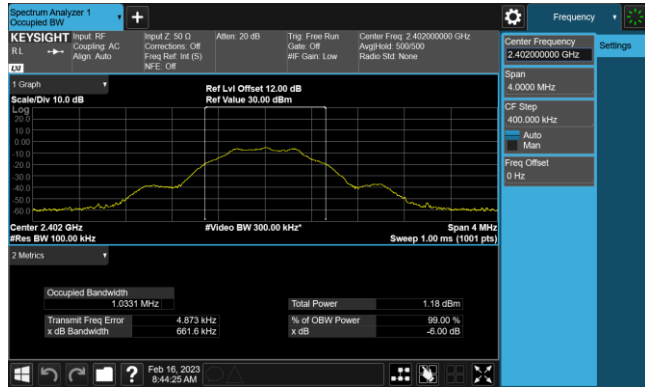 Spectrum Analyzer 1
Occupied BW
Frequency
KEYSIGHT
RL
LXI
Input: RF
Coupling: AC
Align: Auto
Input Z: 50 Ω
Corrections: Off
Freq Ref: Int (S)
NFE: Off
Atten: 20 dB
Trig: Free Run
Gate: Off
#IF Gain: Low
Center Freq: 2.402000000 GHz
Avg|Hold: 500/500
Radio Std: None
Center Frequency
2.402000000 GHz
Settings
Span
4.0000 MHz
CF Step
400.000 kHz
Auto
Man
Freq Offset
0 Hz
1 Graph
Scale/Div 10.0 dB
Ref Lvl Offset 12.00 dB
Ref Value 30.00 dBm
Log
20.0
10.0
0.00
-10.0
-20.0
-30.0
-40.0
-50.0
-60.0
Center 2.402 GHz
#Res BW 100.00 kHz
#Video BW 300.00 kHz*
Span 4 MHz
Sweep 1.00 ms (1001 pts)
2 Metrics
Occupied Bandwidth
1.0331 MHz
Total Power 1.18 dBm
Transmit Freq Error 4.873 kHz
% of OBW Power 99.00 %
x dB Bandwidth 661.6 kHz
x dB -6.00 dB
?
Feb 16, 2023
8:44:25 AM